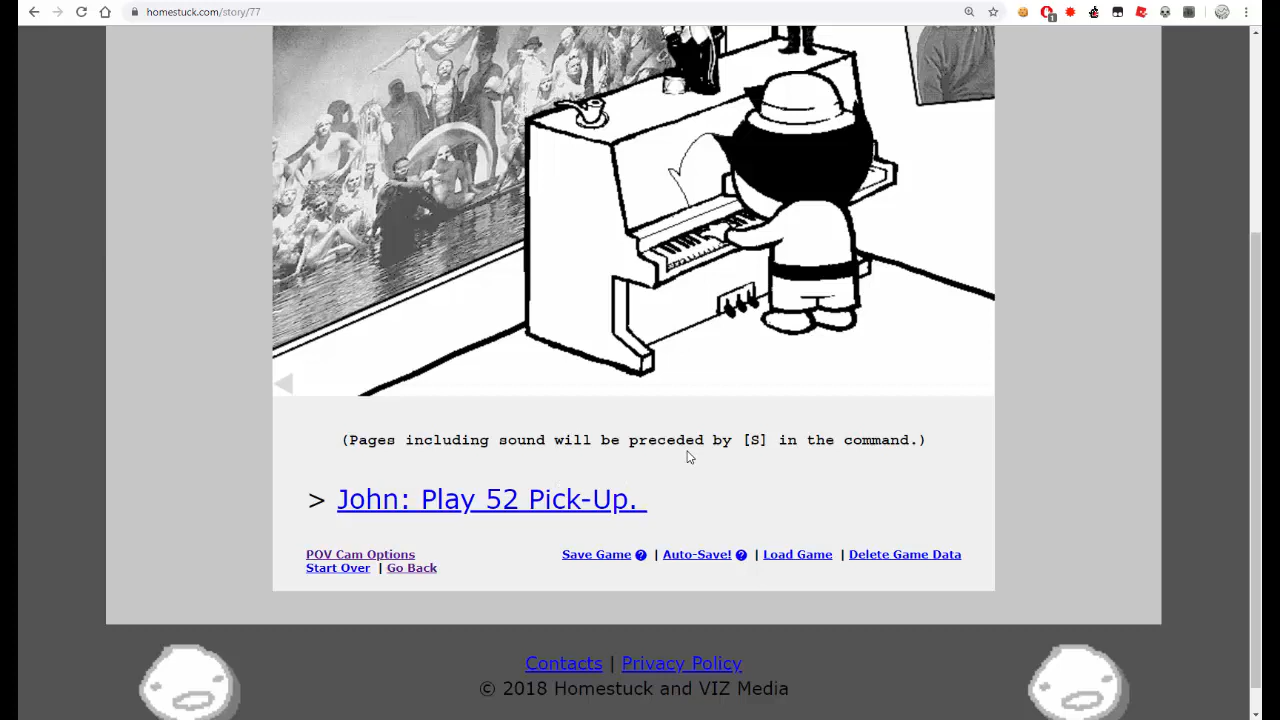 homestuck.com/story/77
1
(Pages including sound will be preceded by [S] in the command.)
> John: Play 52 Pick-Up.
POV Cam Options
Save Game ? | Auto-Save! ? | Load Game | Delete Game Data
Start Over | Go Back
Contacts | Privacy Policy
© 2018 Homestuck and VIZ Media